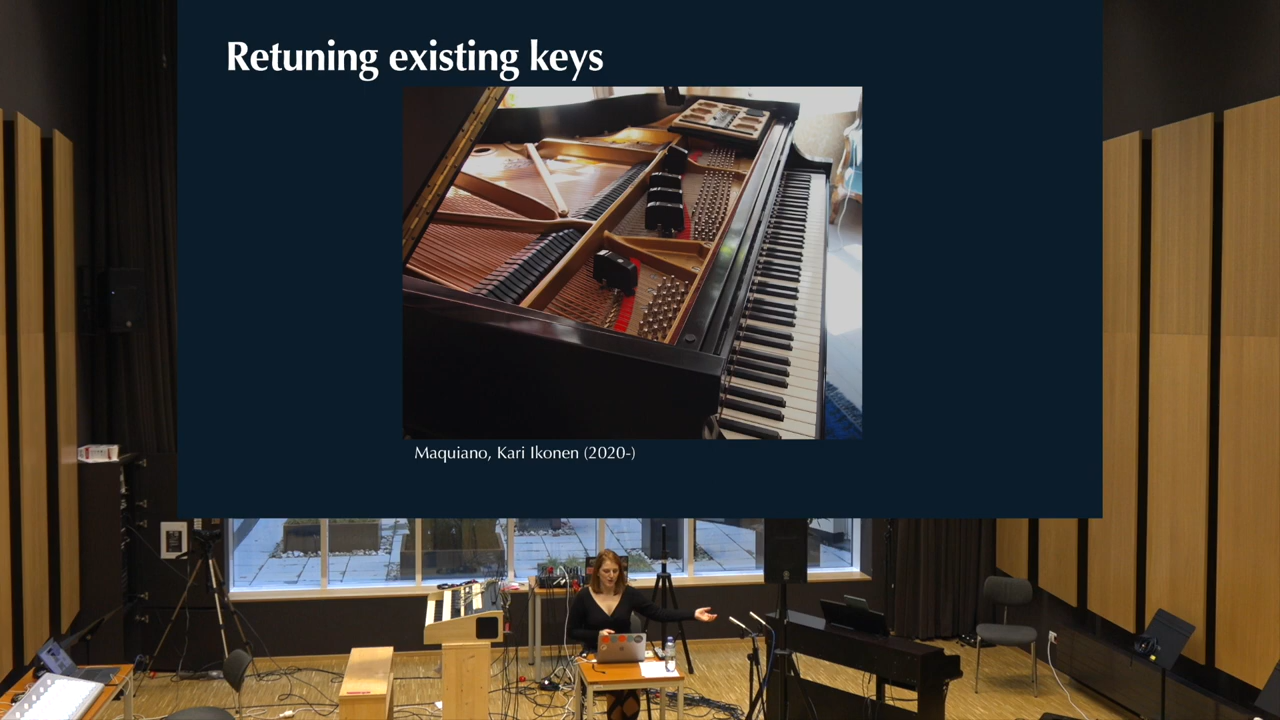 Retuning existing keys
Maquiano, Kari Ikonen (2020-)